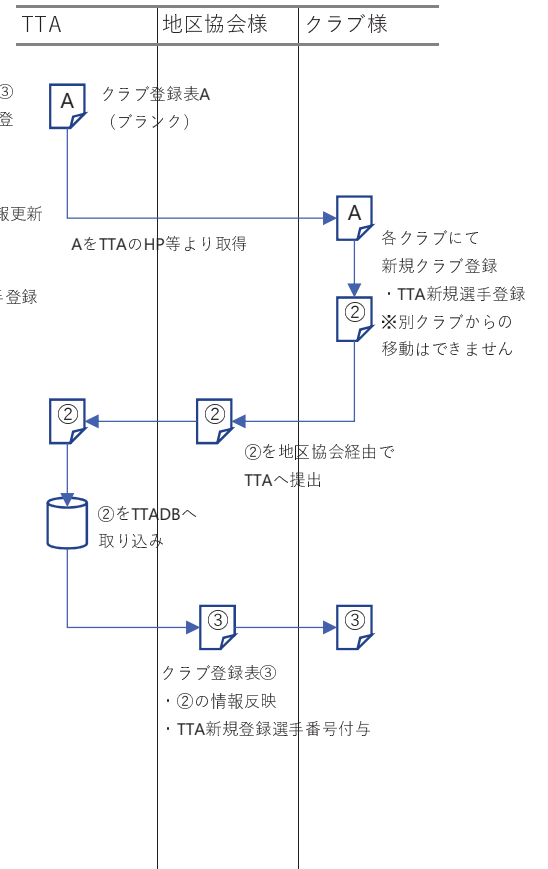 TTA
地区協会様
クラブ様
③
登
A
クラブ登録表A
（ブランク）
報更新
AをTTAのHP等より取得
A
各クラブにて
新規クラブ登録
・TTA新規選手登録
※別クラブからの
移動はできません
手登録
②
②
②
②を地区協会経由で
TTAへ提出
②をTTADBへ
取り込み
③
③
クラブ登録表③
・②の情報反映
・TTA新規登録選手番号付与